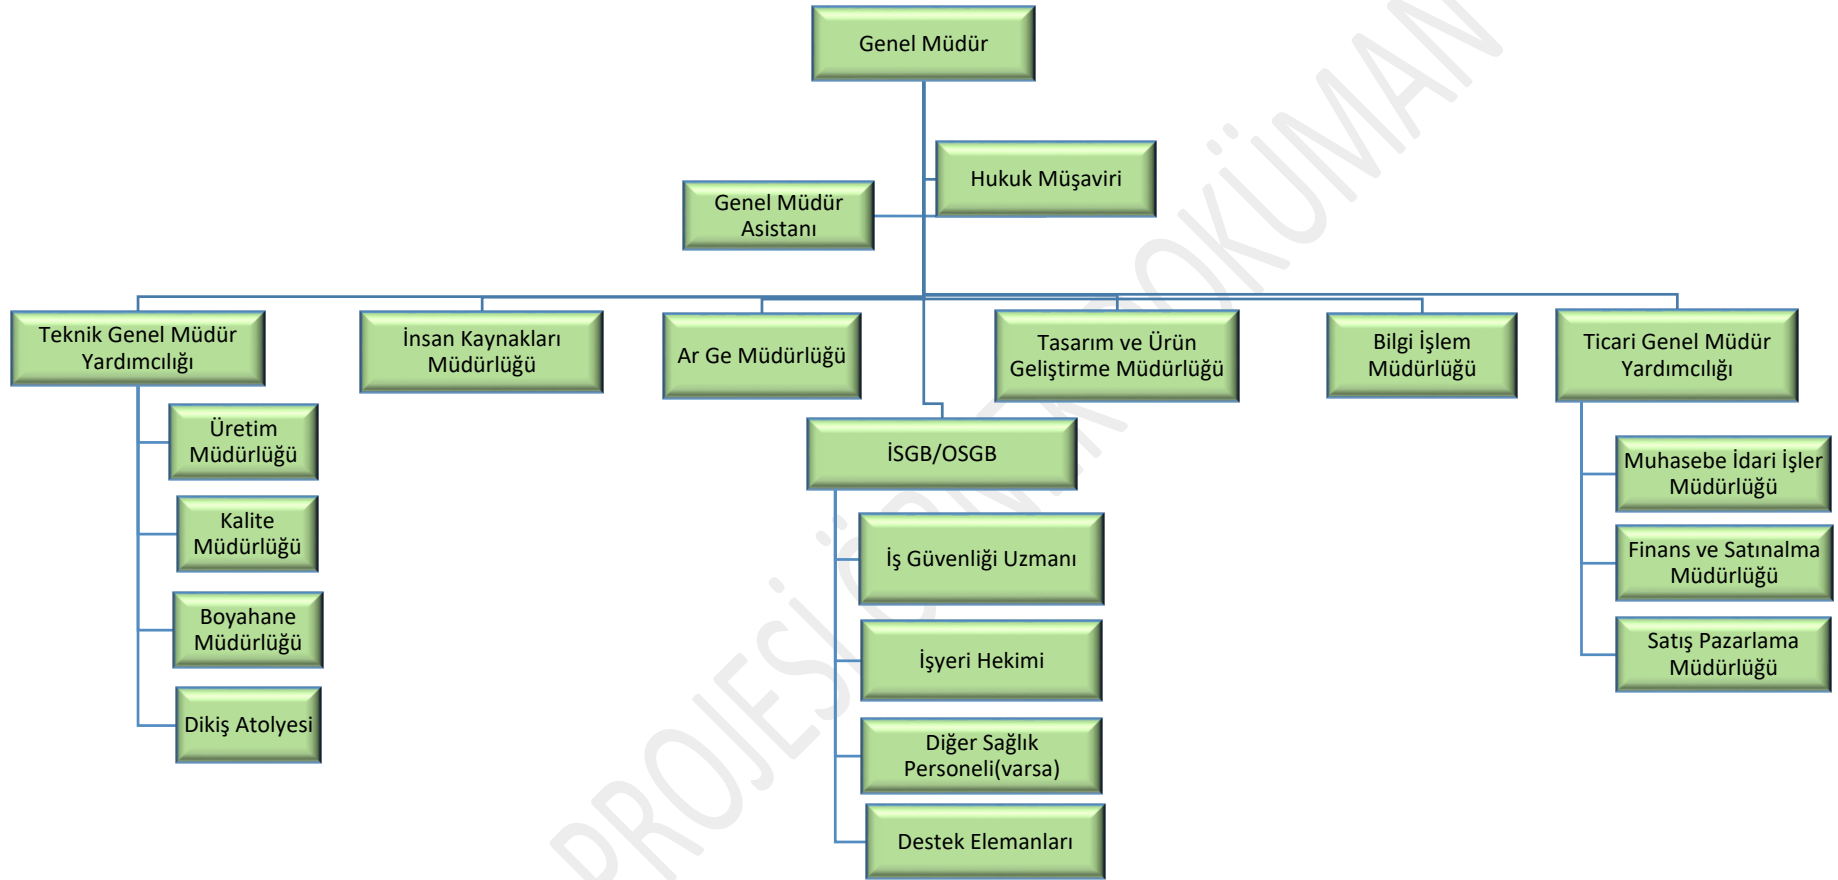 Genel Müdür
Hukuk Müşaviri
Genel Müdür
Asistanı
Teknik Genel Müdür
Yardımcılığı
İnsan Kaynakları
Müdürlüğü
Ar Ge Müdürlüğü
Tasarım ve Ürün
Geliştirme Müdürlüğü
Bilgi İşlem
Müdürlüğü
Ticari Genel Müdür
Yardımcılığı
Üretim
Müdürlüğü
Kalite
Müdürlüğü
Boyahane
Müdürlüğü
Dikiş Atolyesi
İSGB/OSGB
İş Güvenliği Uzmanı
İşyeri Hekimi
Diğer Sağlık
Personeli(varsa)
Destek Elemanları
Muhasebe İdari İşler
Müdürlüğü
Finans ve Satınalma
Müdürlüğü
Satış Pazarlama
Müdürlüğü
PROJESİ ÖRNEK DOKÜMAN